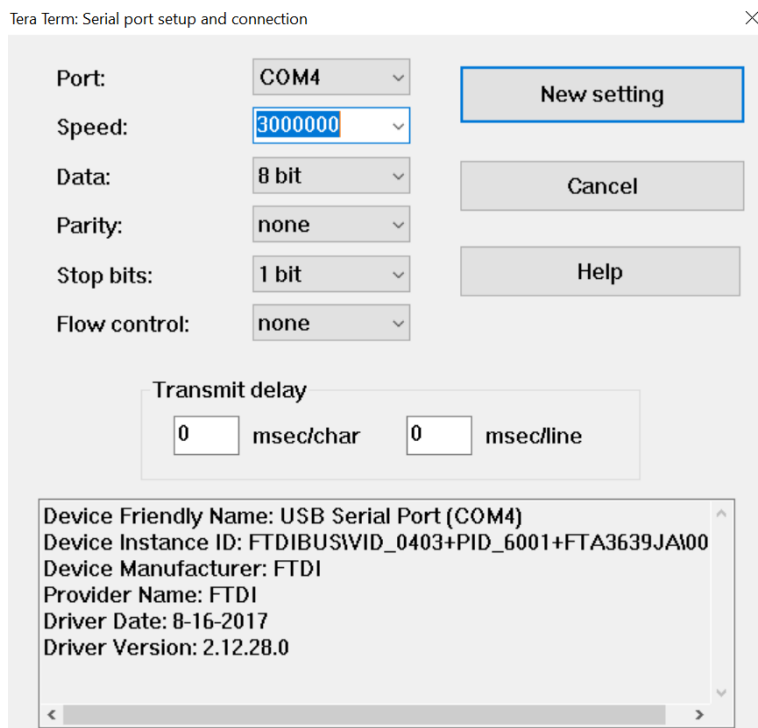 Tera Term: Serial port setup and connection
Port: COM4 New setting
Speed: 3000000
Data: 8 bit Cancel
Parity: none
Stop bits: 1 bit Help
Flow control: none
Transmit delay
0 msec/char 0 msec/line
Device Friendly Name: USB Serial Port (COM4)
Device Instance ID: FTDIBUS\VID_0403+PID_6001+FTA3639JA\00
Device Manufacturer: FTDI
Provider Name: FTDI
Driver Date: 8-16-2017
Driver Version: 2.12.28.0